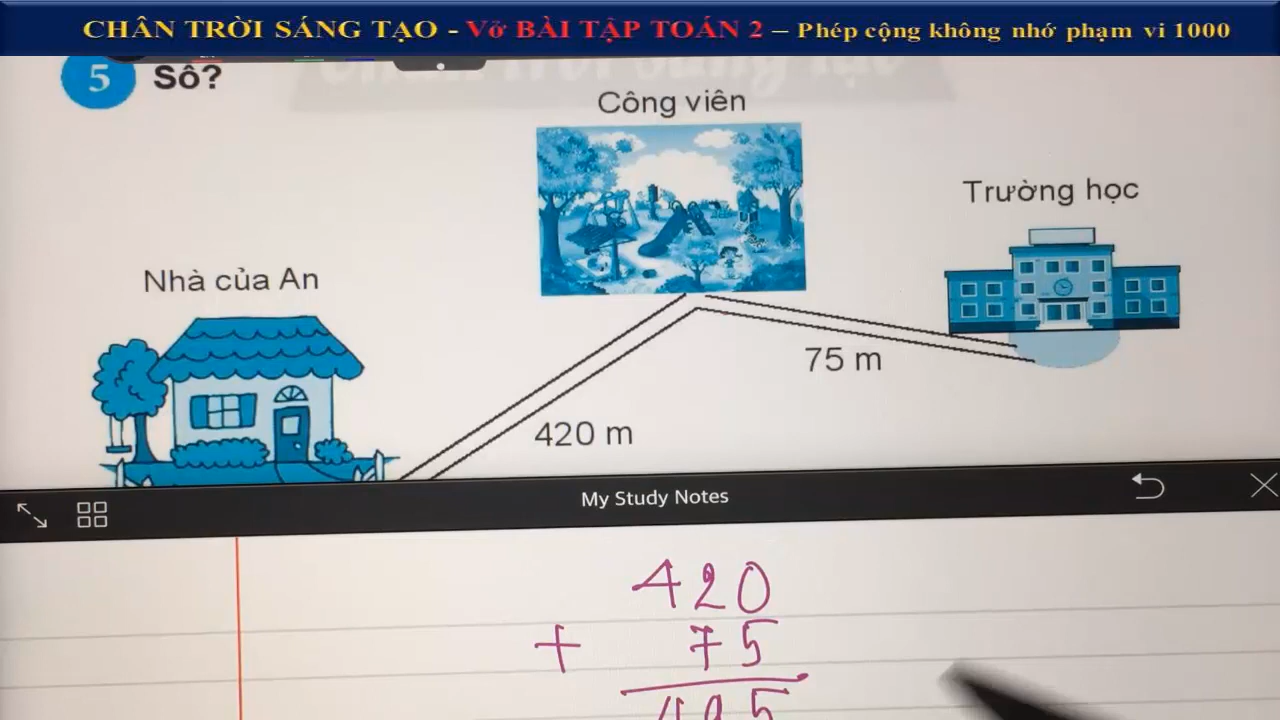 CHÂN TRỜI SÁNG TẠO - Vở BÀI TẬP TOÁN 2 – Phép cộng không nhớ phạm vi 1000
5 Số?
Công viên
Trường học
Nhà của An
75 m
420 m
My Study Notes
420
+ 75
495